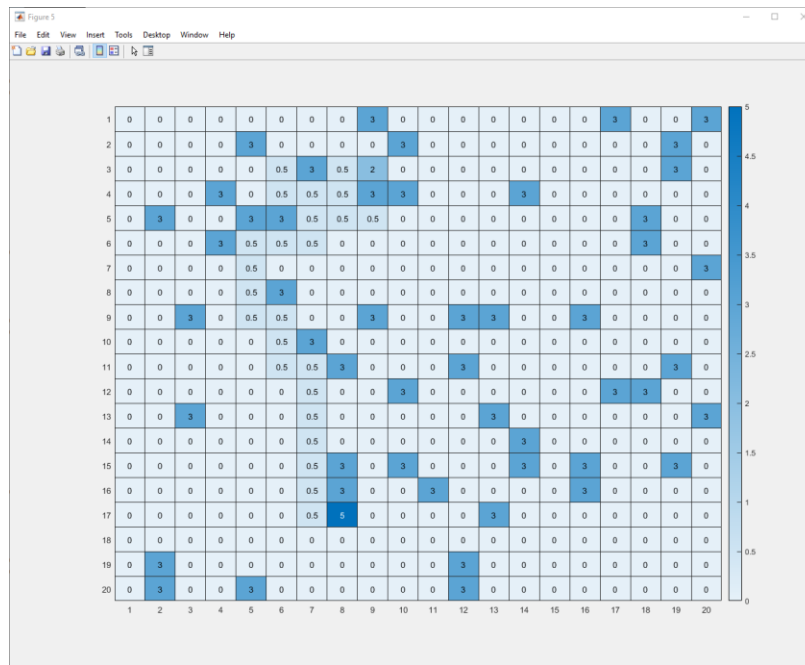 Figure 5
File Edit View Insert Tools Desktop Window Help
5
1 0 0 0 0 0 0 0 0 3 0 0 0 0 0 0 0 3 0 0 3
4.5
2 0 0 0 0 3 0 0 0 0 3 0 0 0 0 0 0 0 0 3 0
3 0 0 0 0 0 0.5 3 0.5 2 0 0 0 0 0 0 0 0 0 3 0
4
4 0 0 0 3 0 0.5 0.5 0.5 3 3 0 0 0 3 0 0 0 0 0 0
5 0 3 0 0 3 3 0.5 0.5 0.5 0 0 0 0 0 0 0 0 3 0 0
3.5
6 0 0 0 3 0.5 0.5 0.5 0 0 0 0 0 0 0 0 0 0 3 0 0
7 0 0 0 0 0.5 0 0 0 0 0 0 0 0 0 0 0 0 0 0 3
3
8 0 0 0 0 0.5 3 0 0 0 0 0 0 0 0 0 0 0 0 0 0
9 0 0 3 0 0.5 0.5 0 0 3 0 0 3 3 0 0 3 0 0 0 0
10 0 0 0 0 0 0.5 3 0 0 0 0 0 0 0 0 0 0 0 0 0
2.5
11 0 0 0 0 0 0.5 0.5 3 0 0 0 3 0 0 0 0 0 0 3 0
12 0 0 0 0 0 0 0.5 0 0 3 0 0 0 0 0 0 3 3 0 0
2
13 0 0 3 0 0 0 0.5 0 0 0 0 0 3 0 0 0 0 0 0 3
14 0 0 0 0 0 0 0.5 0 0 0 0 0 0 3 0 0 0 0 0 0
1.5
15 0 0 0 0 0 0 0.5 3 0 3 0 0 0 3 0 3 0 0 3 0
16 0 0 0 0 0 0 0.5 3 0 0 3 0 0 0 0 3 0 0 0 0
1
17 0 0 0 0 0 0 0.5 5 0 0 0 0 3 0 0 0 0 0 0 0
18 0 0 0 0 0 0 0 0 0 0 0 0 0 0 0 0 0 0 0 0
0.5
19 0 3 0 0 0 0 0 0 0 0 0 3 0 0 0 0 0 0 0 0
20 0 3 0 0 3 0 0 0 0 0 0 3 0 0 0 0 0 0 0 0
0
1 2 3 4 5 6 7 8 9 10 11 12 13 14 15 16 17 18 19 20